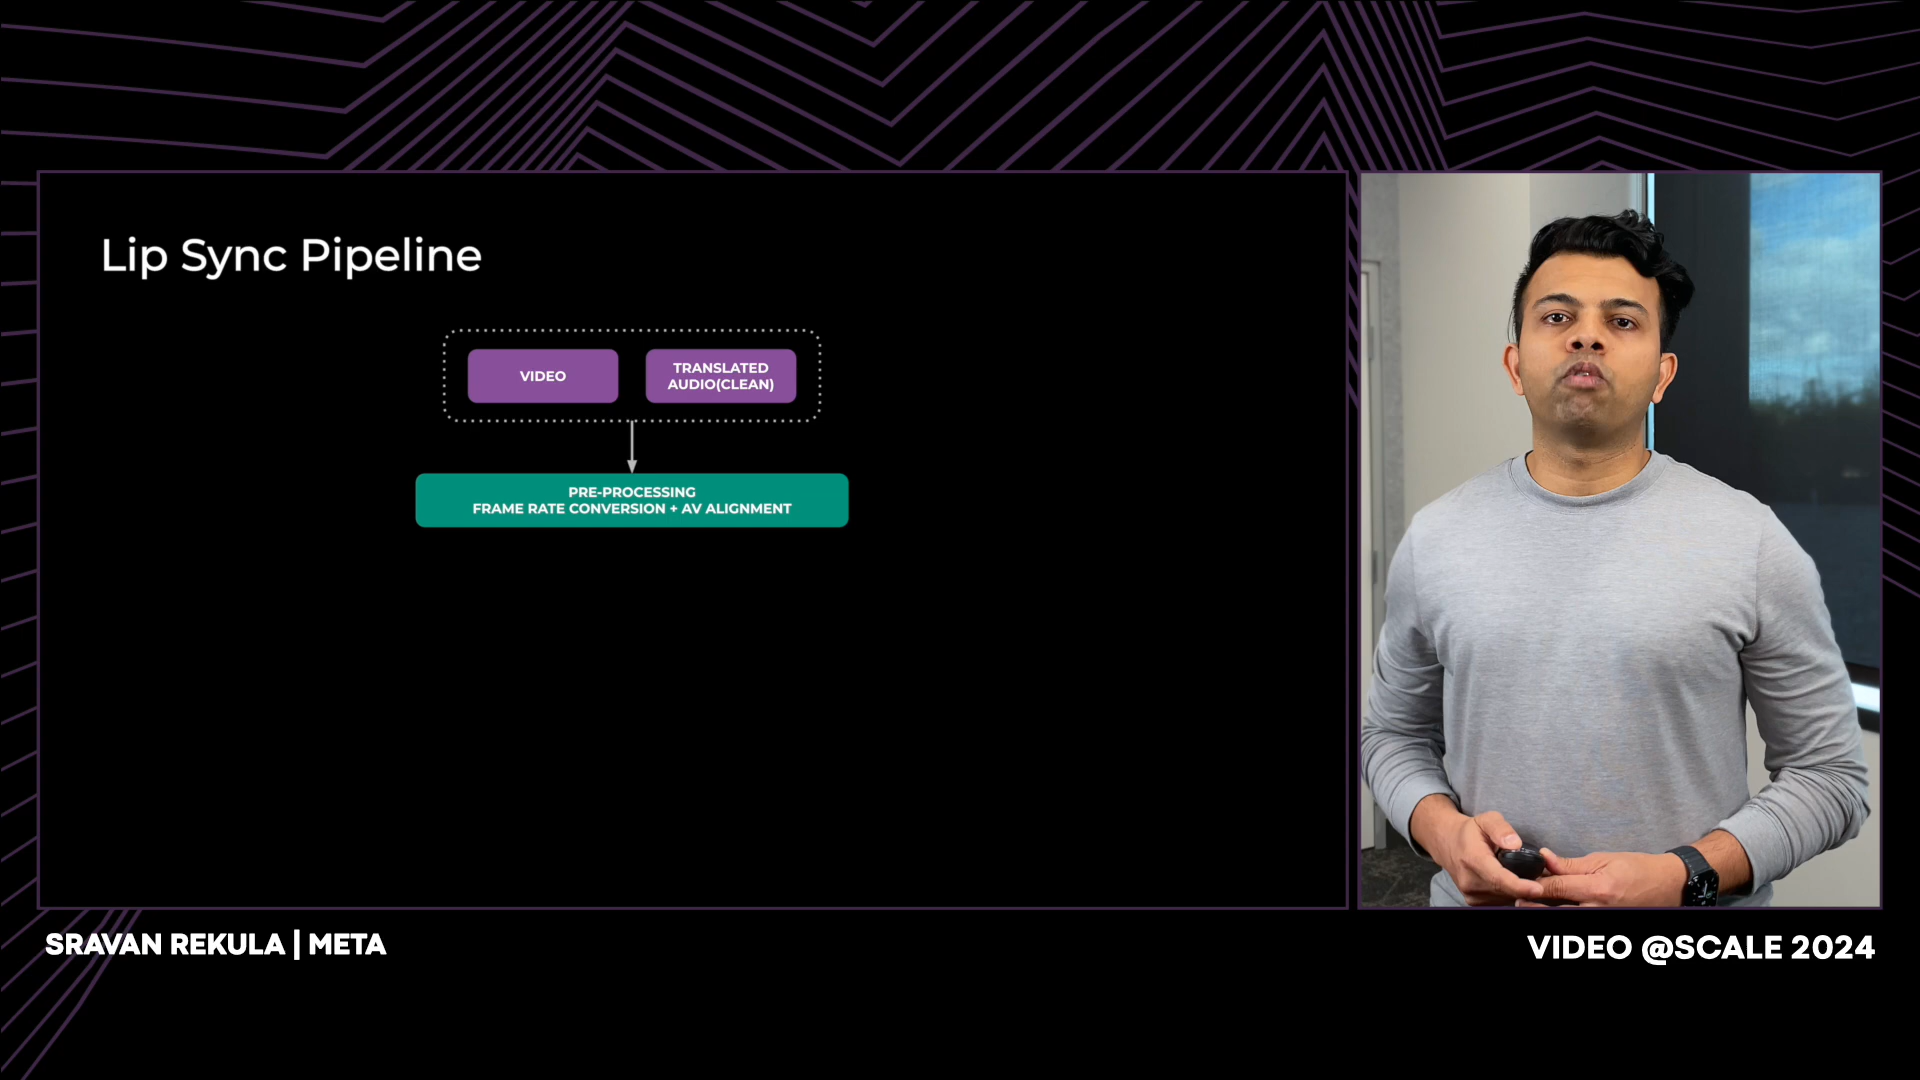 Lip Sync Pipeline
VIDEO
TRANSLATED
AUDIO(CLEAN)
PRE-PROCESSING
FRAME RATE CONVERSION + AV ALIGNMENT
SRAVAN REKULA | META
VIDEO @SCALE 2024